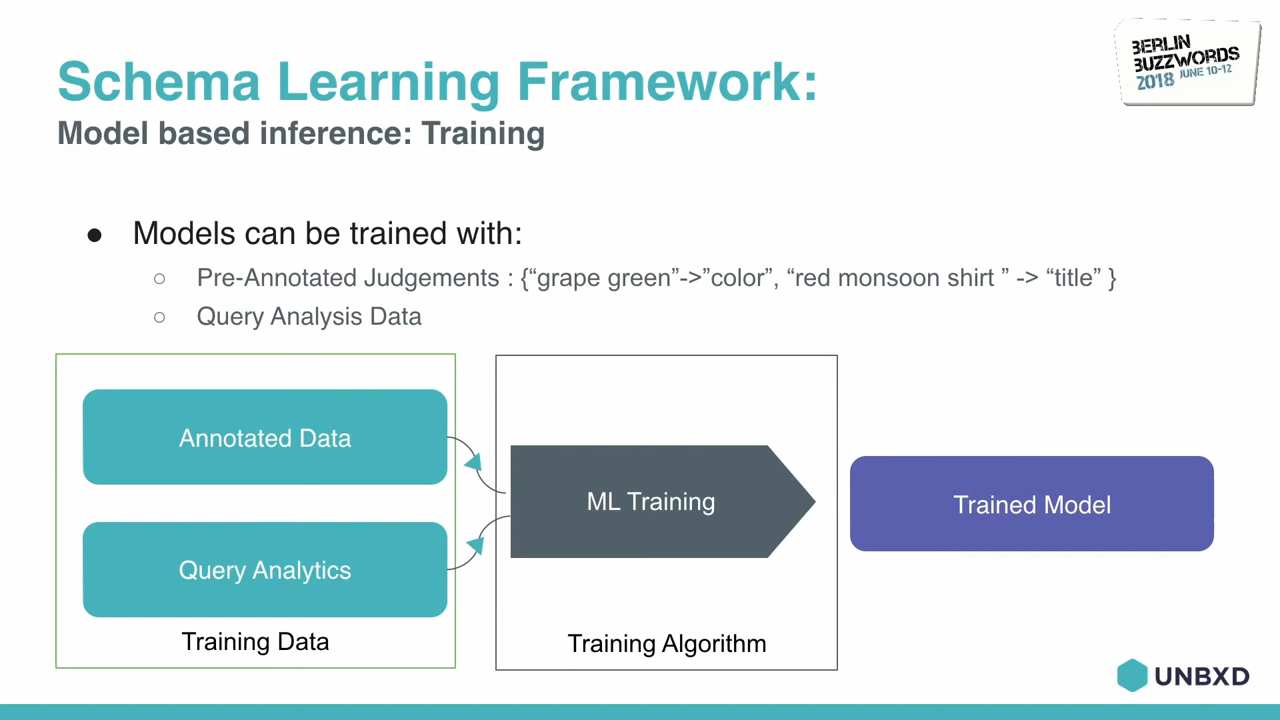 BERLIN
BUZZWORDS
2018 JUNE 10-12
Schema Learning Framework:
Model based inference: Training
● Models can be trained with:
○ Pre-Annotated Judgements : {“grape green”->”color”, “red monsoon shirt ” -> “title” }
○ Query Analysis Data
Annotated Data
Query Analytics
Training Data
ML Training
Training Algorithm
Trained Model
UNBXD